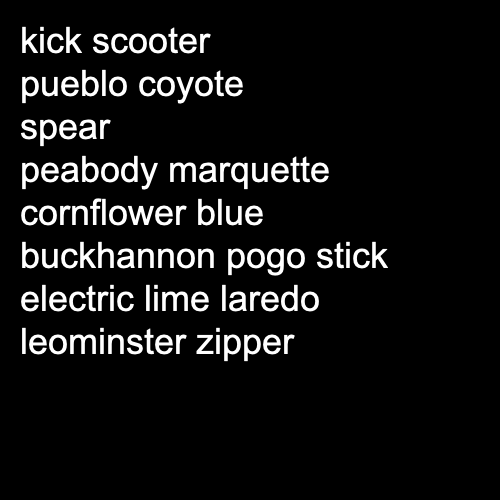 kick scooter
pueblo coyote
spear
peabody marquette
cornflower blue
buckhannon pogo stick
electric lime laredo
leominster zipper